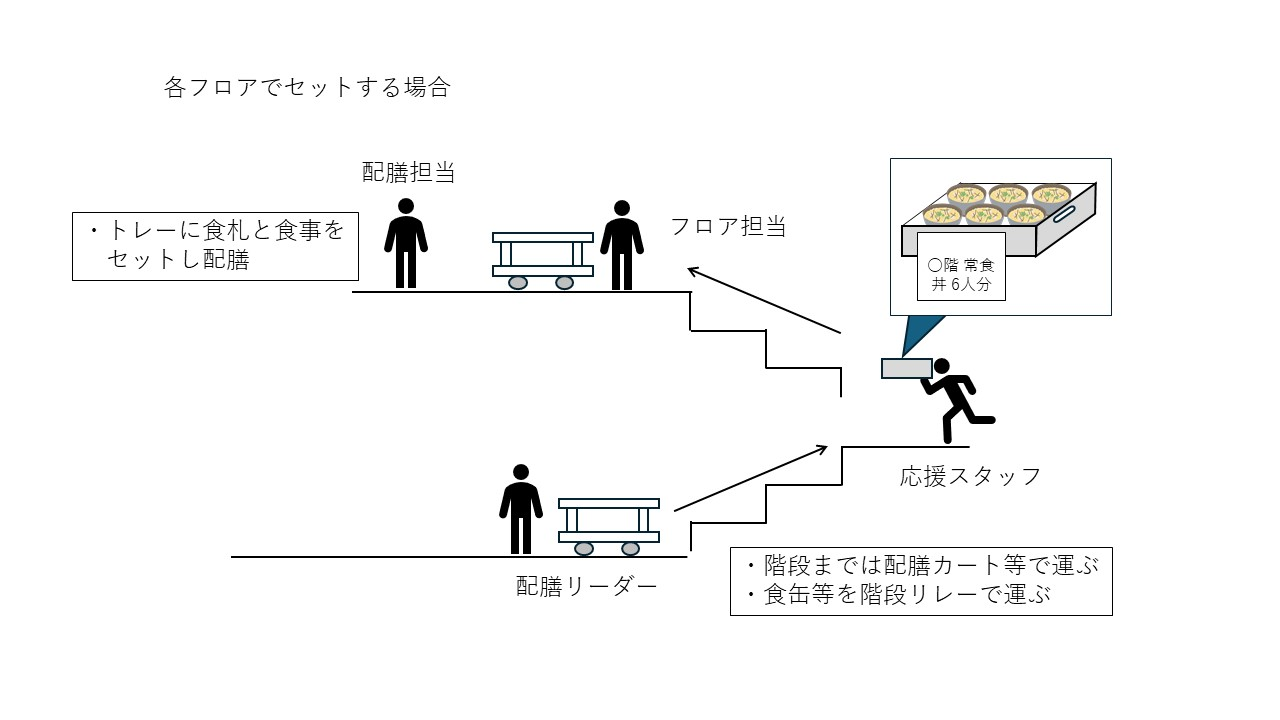 各フロアでセットする場合
配膳担当
・トレーに食札と食事を
セットし配膳
フロア担当
〇階 常食
丼 6人分
応援スタッフ
配膳リーダー
・階段までは配膳カート等で運ぶ
・食缶等を階段リレーで運ぶ